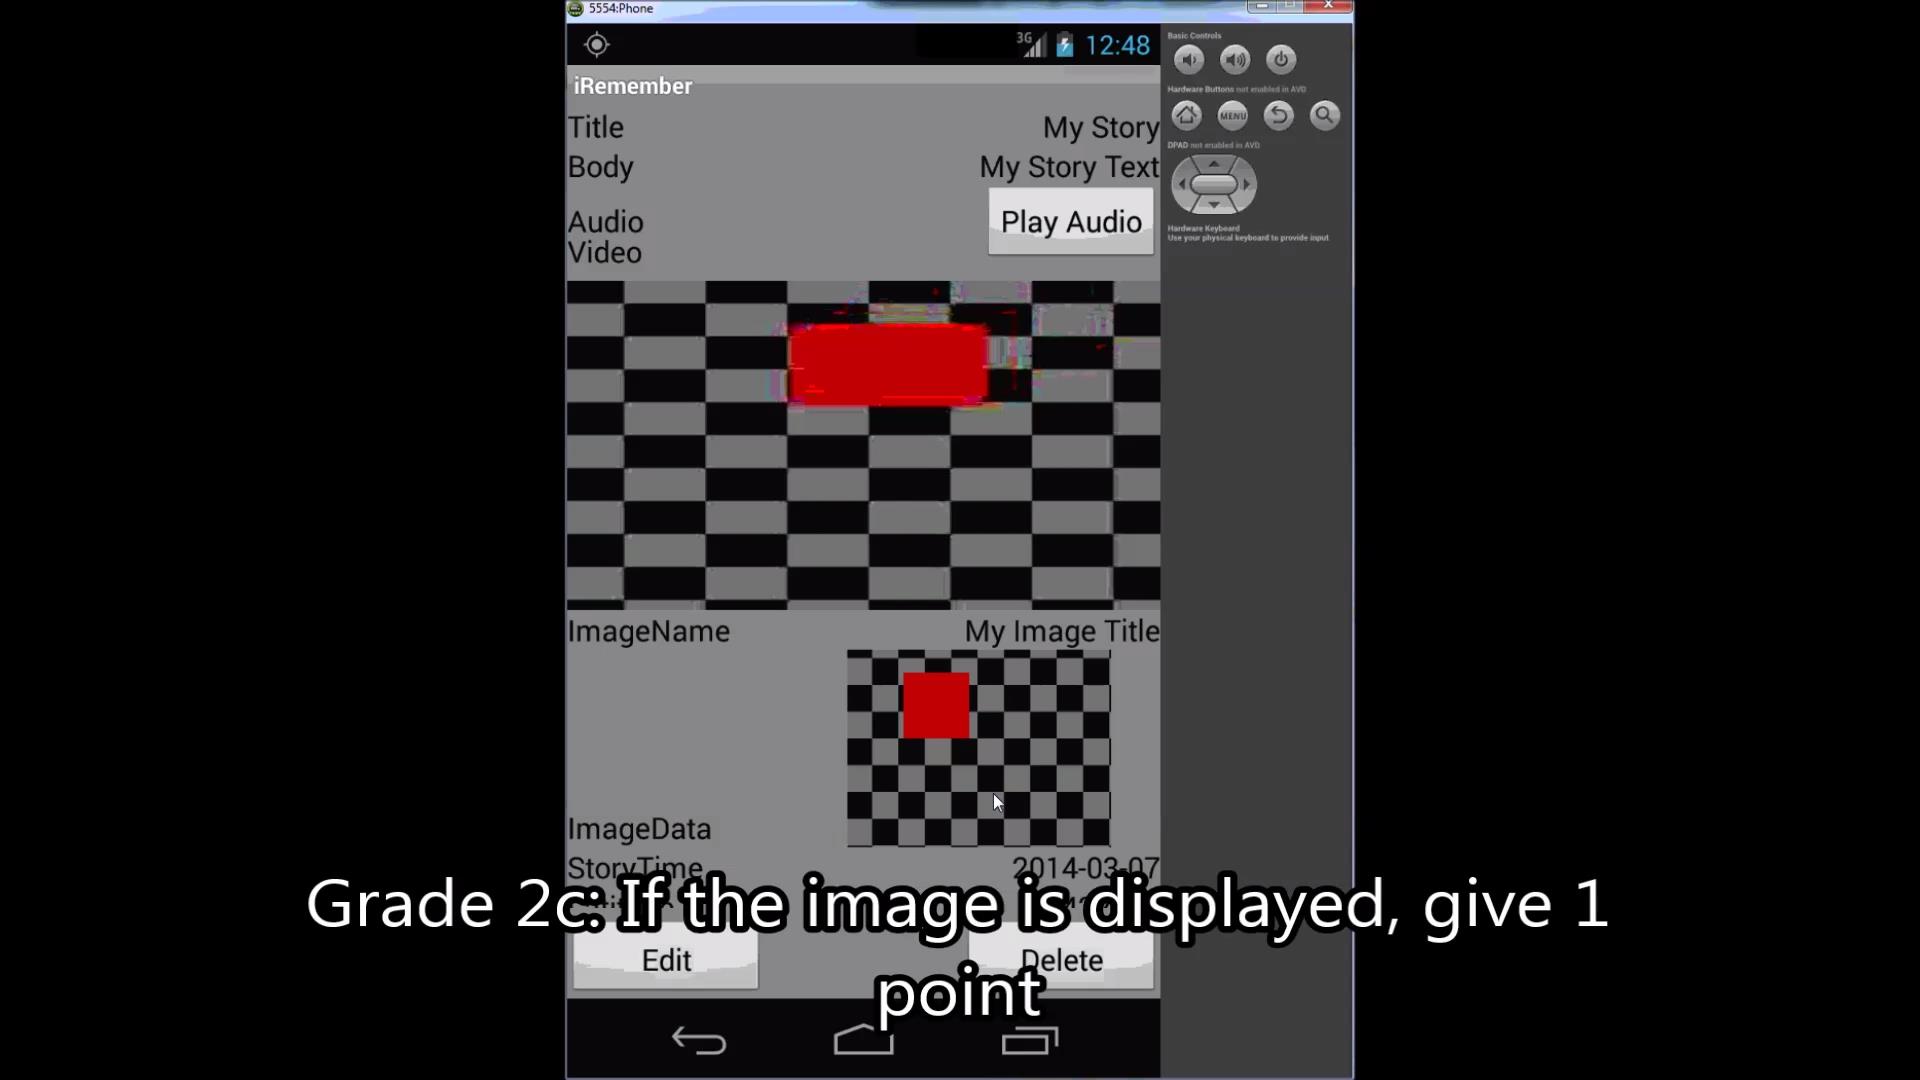 5554:Phone
3G 12:48
Basic Controls
Hardware Buttons not enabled in AVD
MENU
DPAD not enabled in AVD
Hardware Keyboard
Use your physical keyboard to provide input
iRemember
Title My Story
Body My Story Text
Audio Play Audio
Video
ImageName My Image Title
ImageData
StoryTime 2014-03-07
Grade 2c: If the image is displayed, give 1
point
Edit Delete